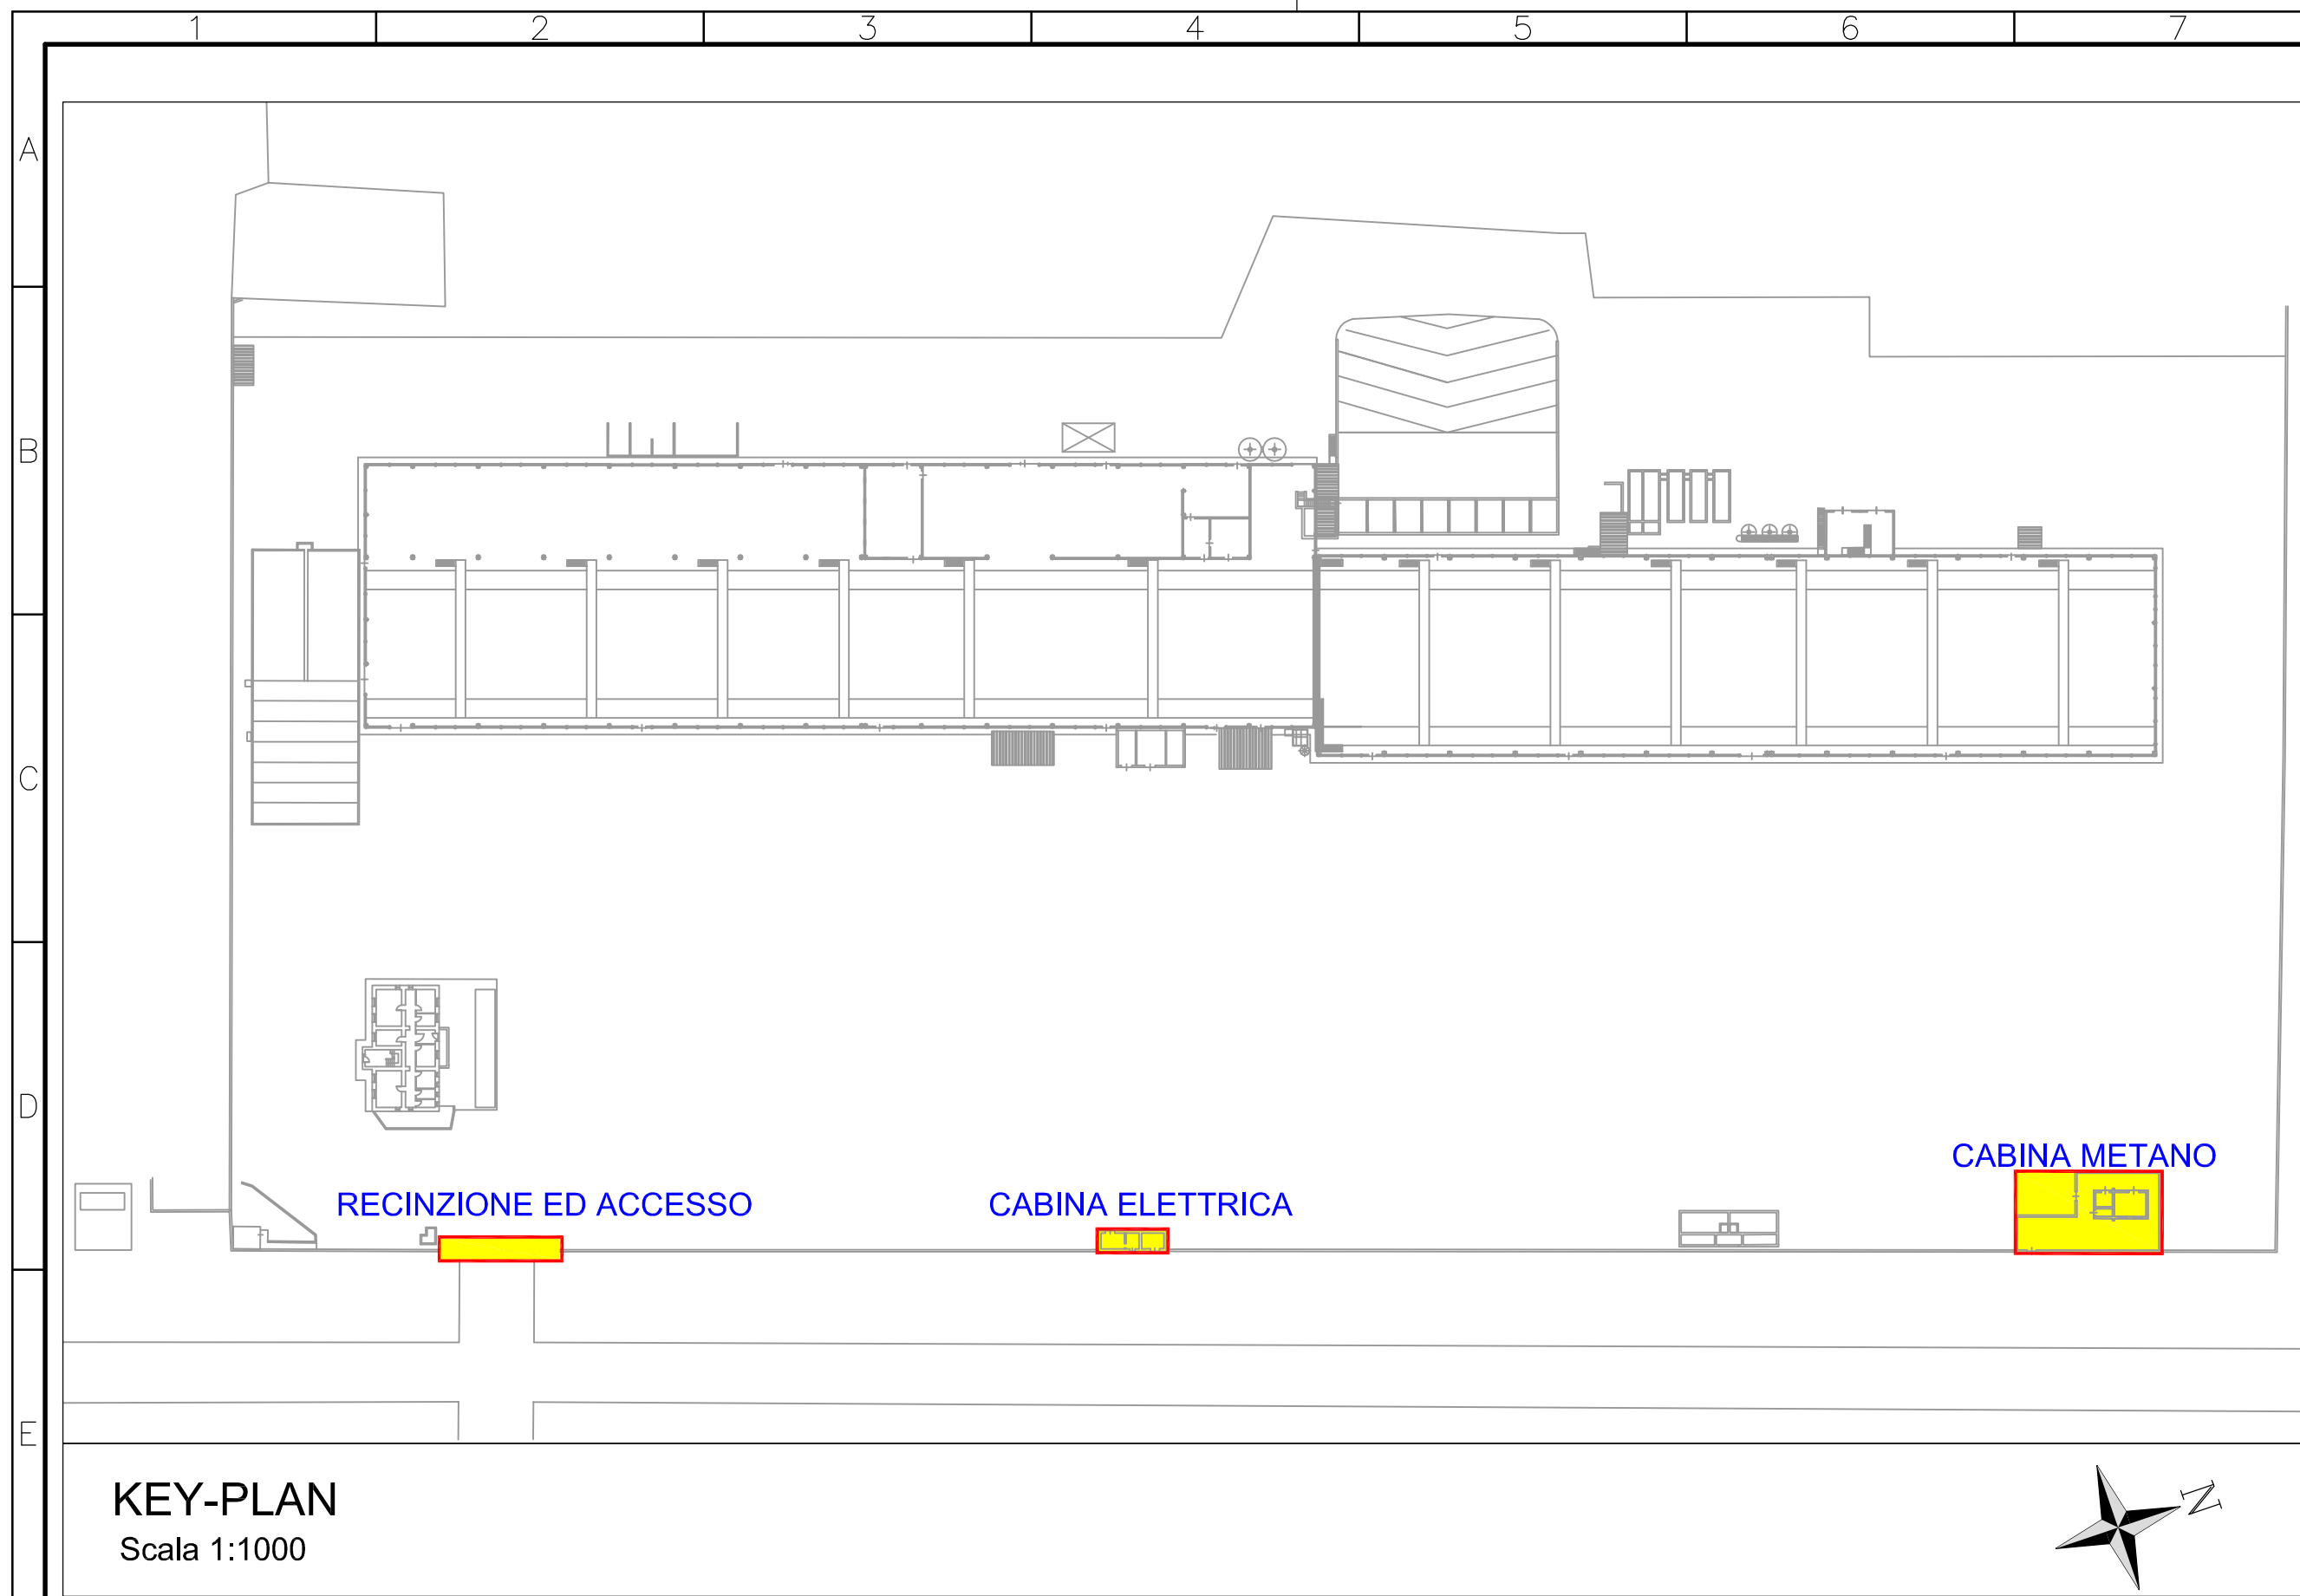 1 2 3 4 5 6 7
A
B
C
D
CABINA METANO
RECINZIONE ED ACCESSO
CABINA ELETTRICA
E
KEY-PLAN
Scala 1:1000
N